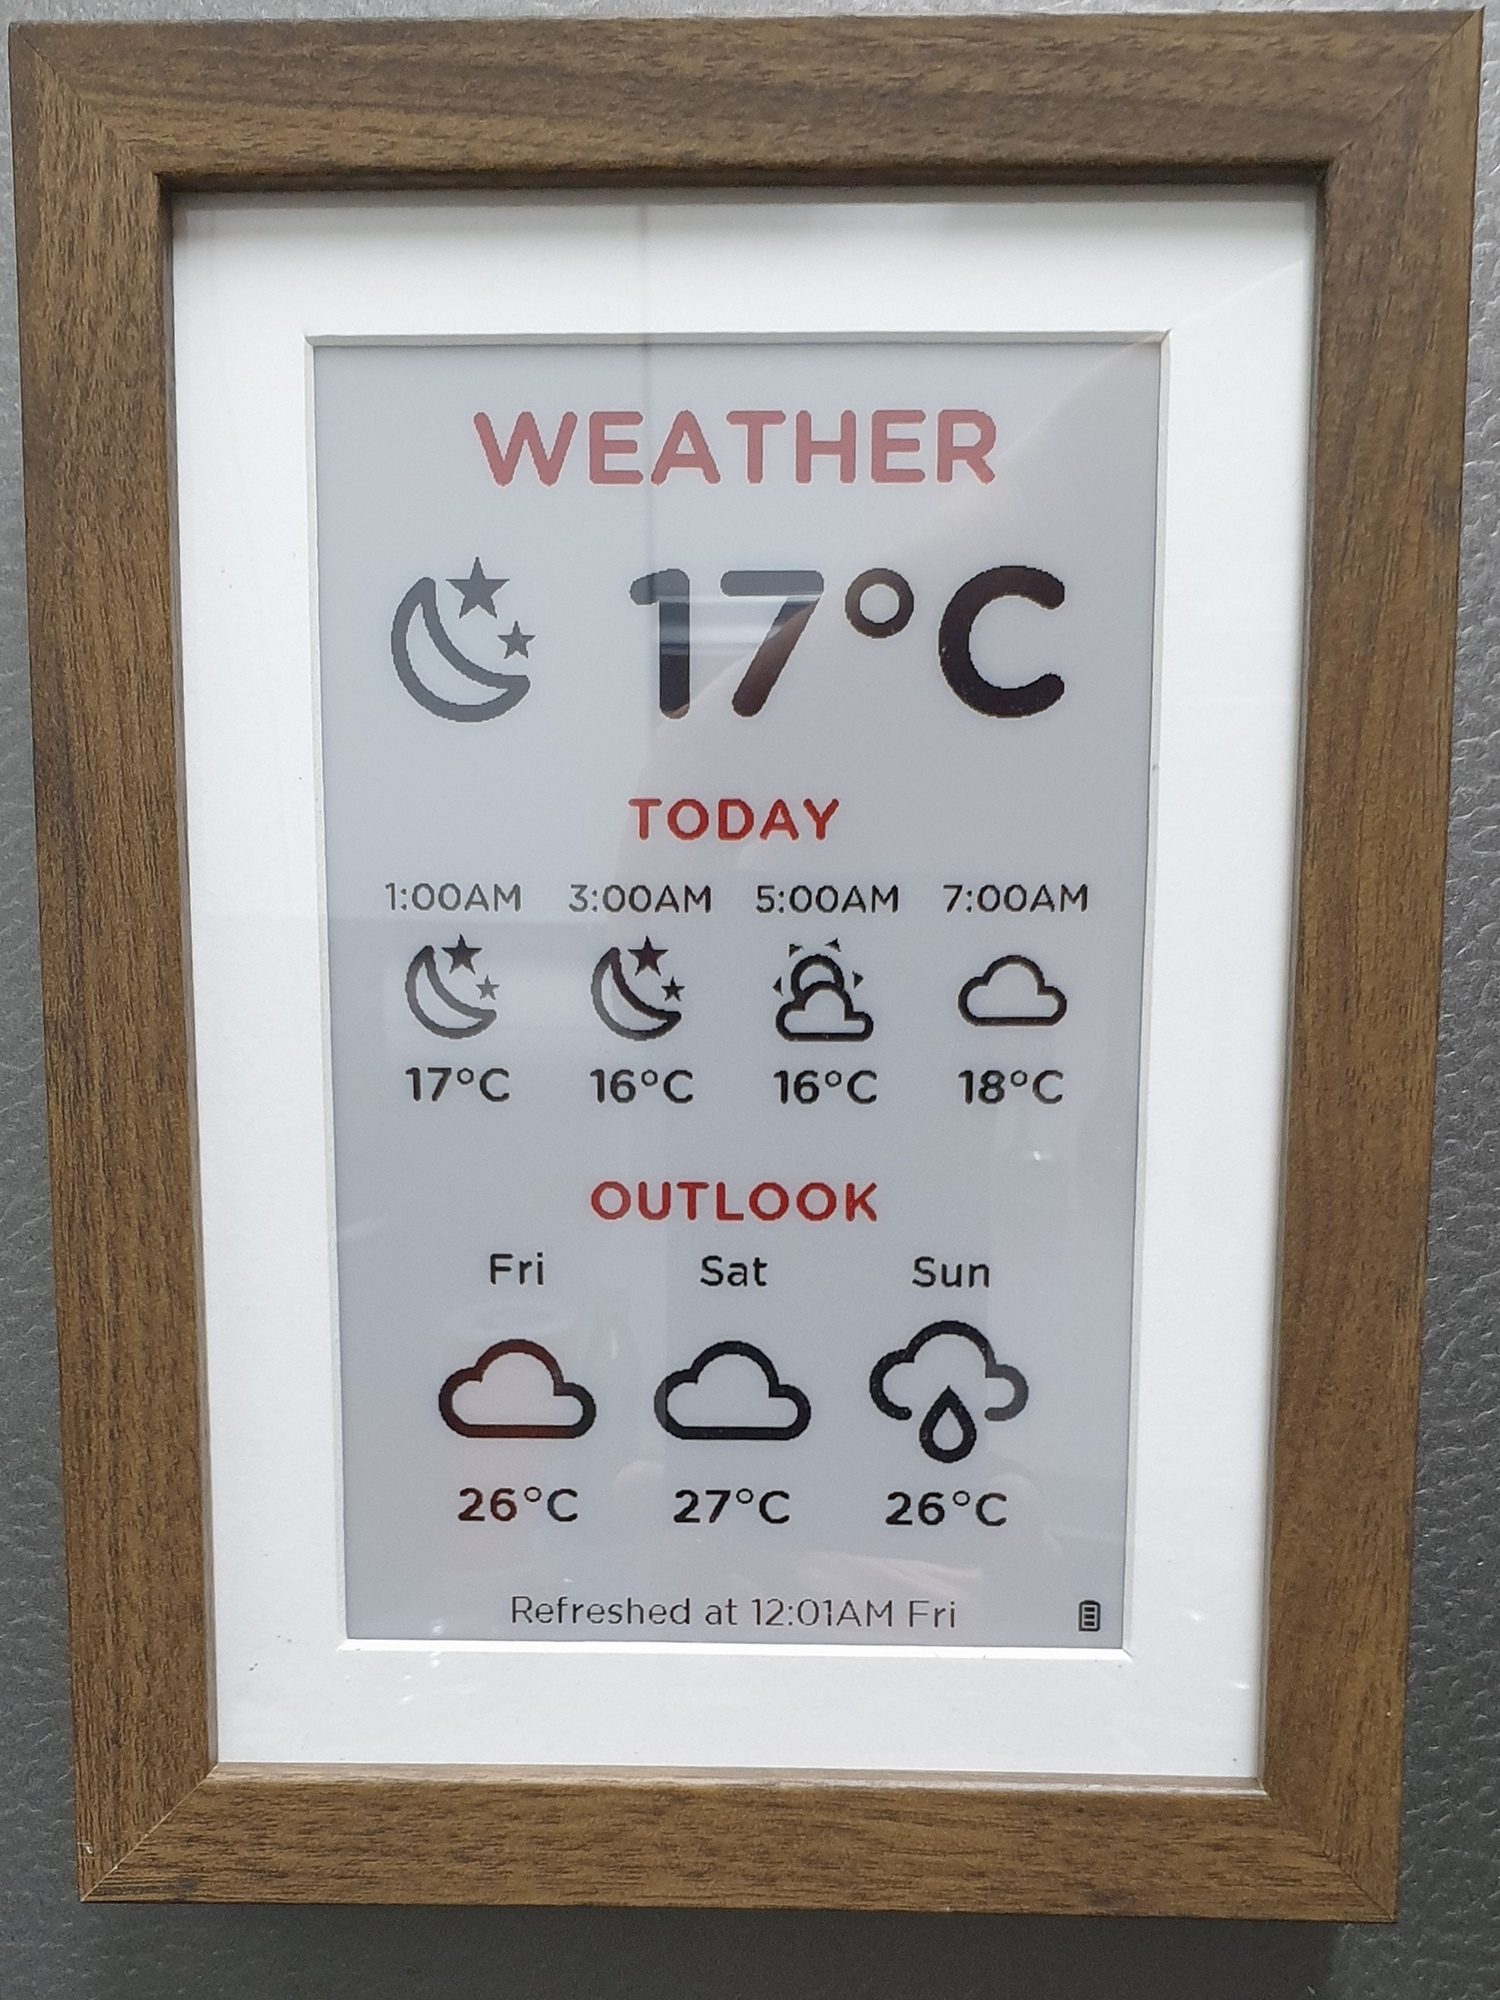 WEATHER
17°C
TODAY
1:00AM 3:00AM 5:00AM 7:00AM
17°C 16°C 16°C 18°C
OUTLOOK
Fri Sat Sun
26°C 27°C 26°C
Refreshed at 12:01AM Fri